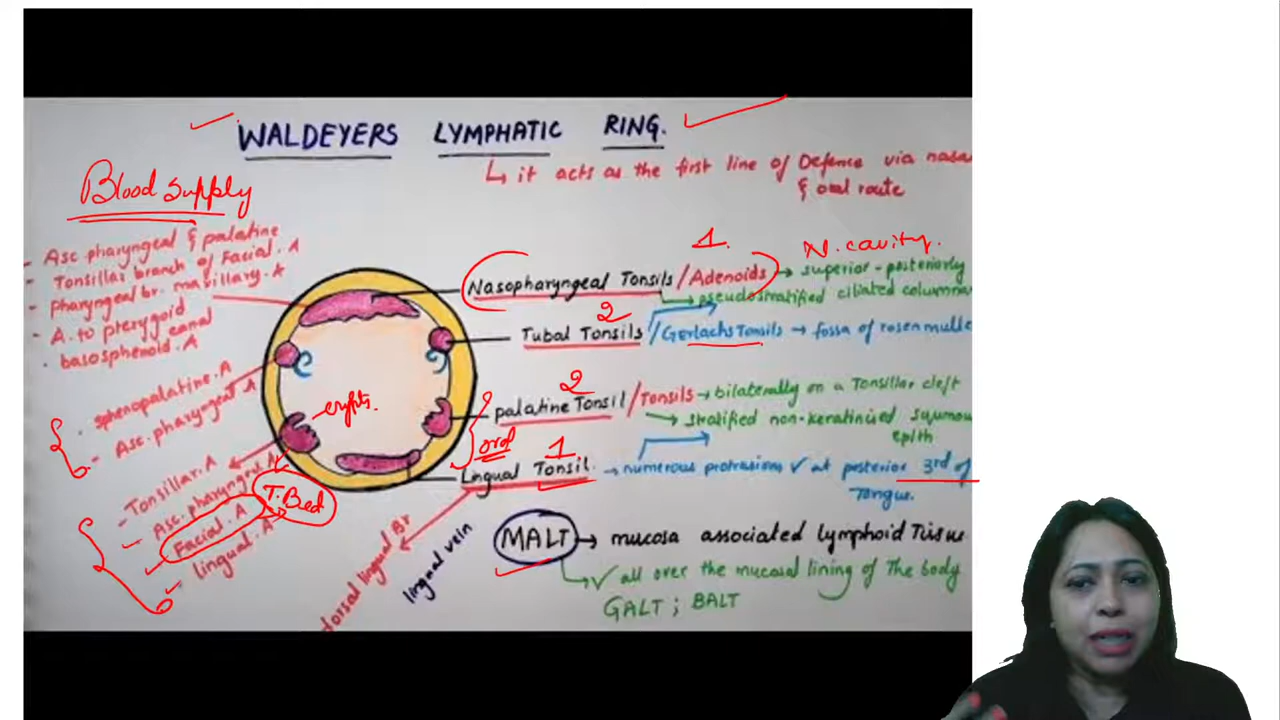 WALDEYERS LYMPHATIC RING.
↳ it acts as the first line of Defence via nasa
& oral route
Blood Supply
- Asc pharyngeal & palatine
- Tonsillar branch of Facial. A
- Pharyngeal br. maxillary. A
- A. to pterygoid canal
· basosphenoid. A
· sphenopalatine. A
- Asc. pharyngeal A
- Tonsillar. A
- Asc. pharyngeal. A
- Facial. A
- lingual. A
T. Bed
crypts.
1.
N. cavity.
Nasopharyngeal Tonsils / Adenoids → superior-posteriorly
→ pseudostratified ciliated columna
2
Tubal Tonsils / Gerlachs Tonsils → fossa of rosenmulle
2
palatine Tonsil / Tonsils → bilaterally on a Tonsillar cleft
→ stratified non-keratinised squmou
epith
oral
1
Lingual Tonsil. → numerous protrusions ✓ at posterior 3rd of
Tongue.
dorsal lingual Br
lingual vein
MALT → mucosa associated lymphoid Tissue
↳ ✓ all over the mucosal lining of the body
GALT ; BALT